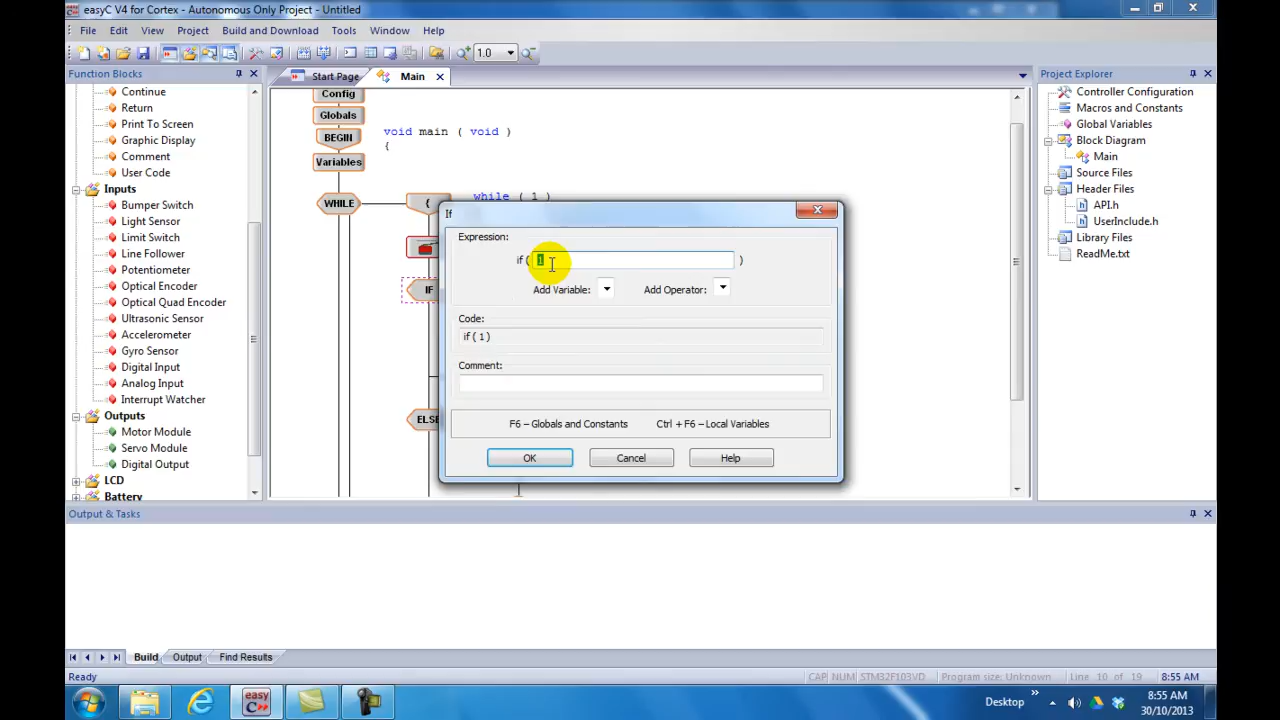 easyC V4 for Cortex - Autonomous Only Project - Untitled
File Edit View Project Build and Download Tools Window Help
1.0
Function Blocks
Continue
Return
Print To Screen
Graphic Display
Comment
User Code
Inputs
Bumper Switch
Light Sensor
Limit Switch
Potentiometer
Optical Encoder
Optical Quad Encoder
Ultrasonic Sensor
Accelerometer
Gyro Sensor
Digital Input
Analog Input
Interrupt Watcher
Outputs
Motor Module
Servo Module
Digital Output
LCD
Battery
Start Page Main
Config
Globals
BEGIN
Variables
WHILE
{
IF
ELSE
void main ( void )
{
while ( 1 )
If
Expression:
if ( 1 )
Add Variable: Add Operator:
Code:
if ( 1 )
Comment:
F6 – Globals and Constants Ctrl + F6 – Local Variables
OK Cancel Help
Project Explorer
Controller Configuration
Macros and Constants
Global Variables
Block Diagram
Main
Source Files
Header Files
API.h
UserInclude.h
Library Files
ReadMe.txt
Output & Tasks
Build Output Find Results
Ready CAP NUM STM32F103VD Program size: Unknown Line 10 of 19 8:55 AM
easy C++
Desktop 8:55 AM
30/10/2013